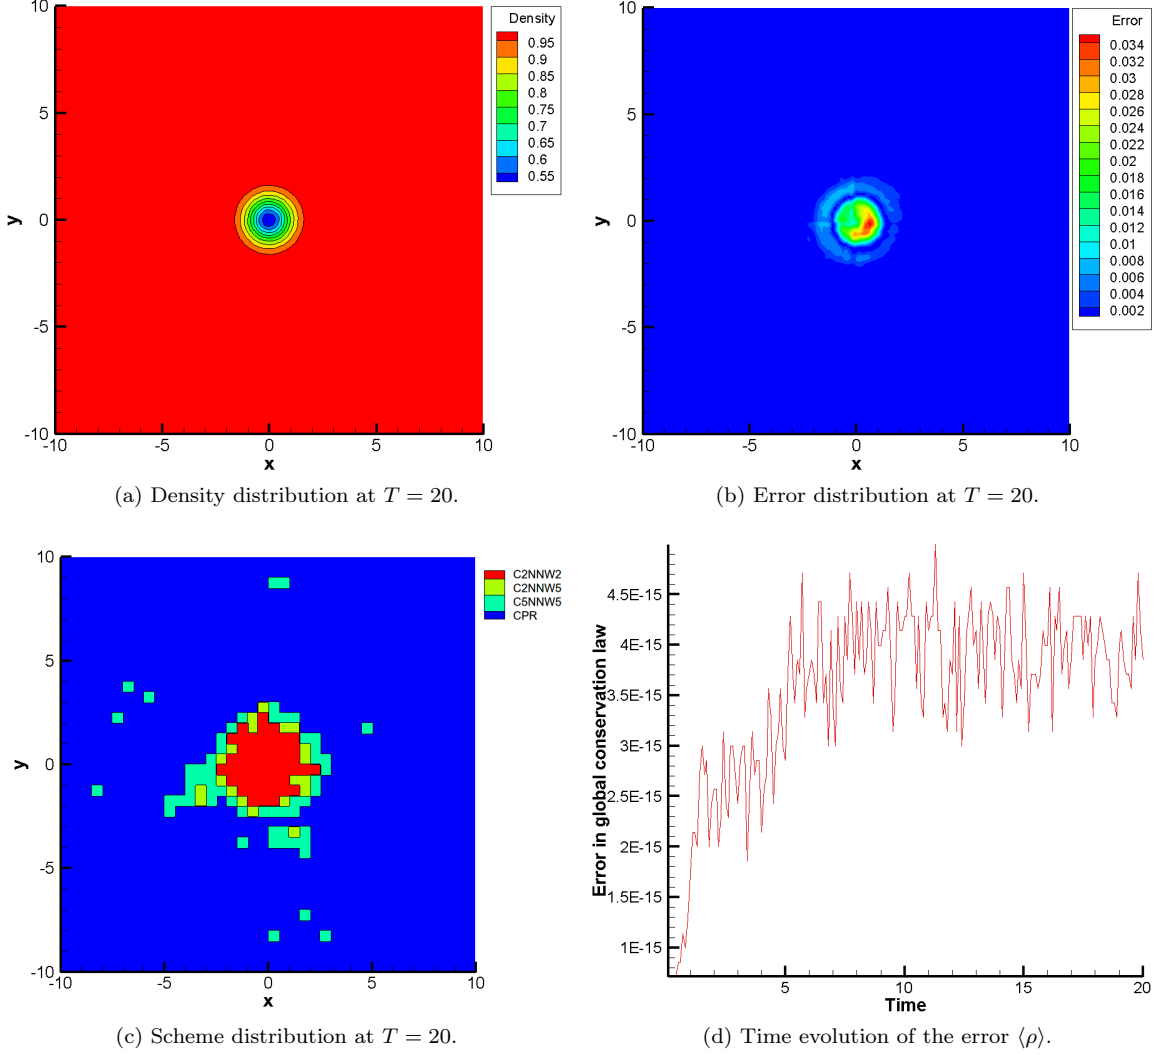 10
5
0
-5
-10
y
-10
-5
0
5
10
x
Density
0.95
0.9
0.85
0.8
0.7
0.65
0.6
0.55
(a) Density distribution at T = 20.
10
5
0
-5
-10
y
-10
-5
0
5
10
x
Error
0.034
0.032
0.03
0.028
0.024
0.022
0.02
0.018
0.014
0.012
0.01
0.008
0.006
0.004
0.002
(b) Error distribution at T = 20.
10
5
0
-5
-10
y
-10
-5
0
5
10
x
C2NNW2
C2NNW5
C5NNW5
CPR
(c) Scheme distribution at T = 20.
Error in global conservation law
4.5E-15
4E-15
3.5E-15
3E-15
2.5E-15
2E-15
1.5E-15
1E-15
5
10
15
20
Time
(d) Time evolution of the error ⟨ρ⟩.